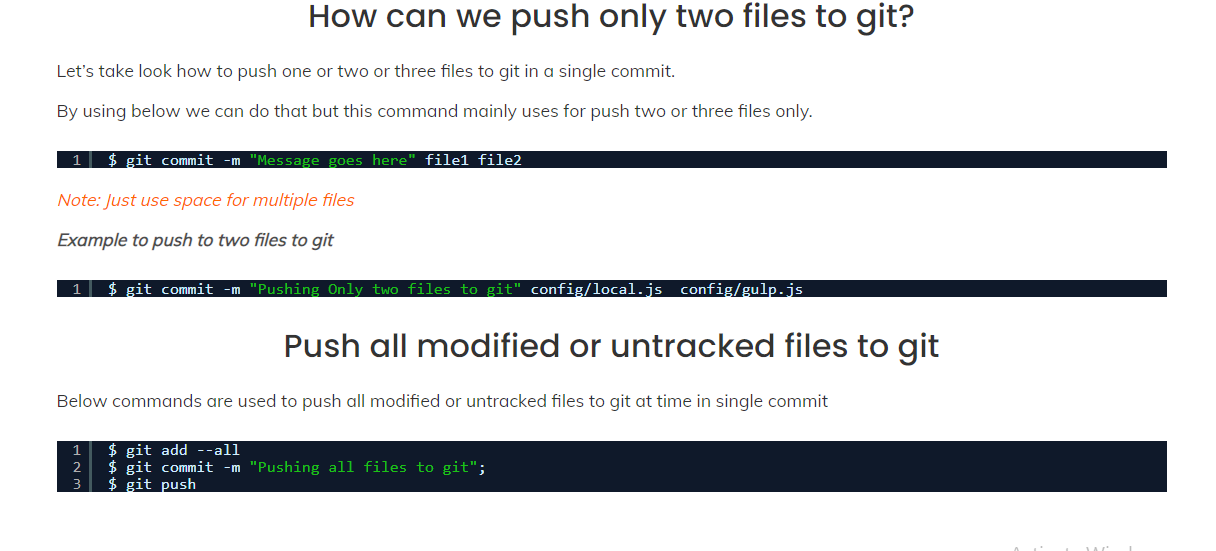 How can we push only two files to git?
Let's take look how to push one or two or three files to git in a single commit.
By using below we can do that but this command mainly uses for push two or three files only.
1 $ git commit -m "Message goes here" file1 file2
Note: Just use space for multiple files
Example to push to two files to git
1 $ git commit -m "Pushing Only two files to git" config/local.js  config/gulp.js
Push all modified or untracked files to git
Below commands are used to push all modified or untracked files to git at time in single commit
1 $ git add --all
2 $ git commit -m "Pushing all files to git";
3 $ git push